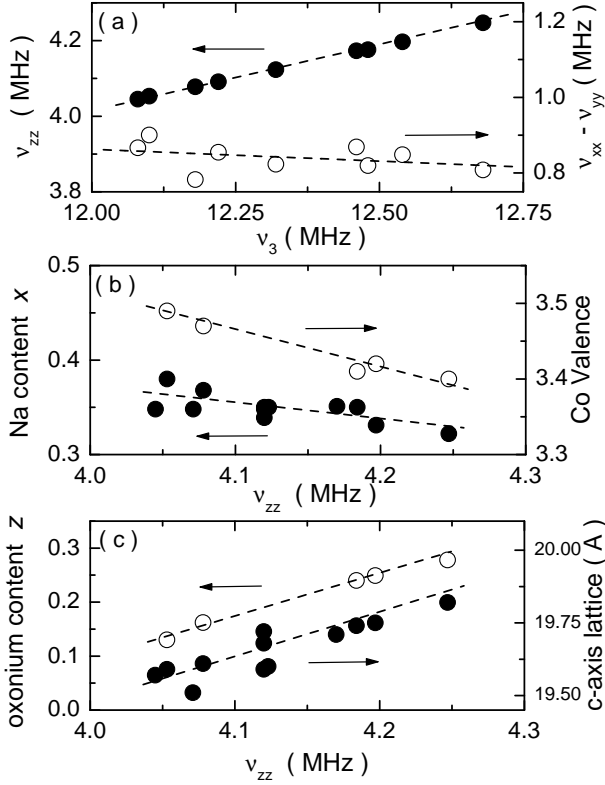 ( a )
4.2
4.0
3.8
ν_zz ( MHz )
1.2
1.0
0.8
ν_xx - ν_yy ( MHz )
12.00 12.25 12.50 12.75
ν_3 ( MHz )
( b )
0.5
0.4
0.3
Na content x
3.5
3.4
3.3
Co Valence
4.0 4.1 4.2 4.3
ν_zz ( MHz )
( c )
0.3
0.2
0.1
0.0
oxonium content z
20.00
19.75
19.50
c-axis lattice ( A )
4.0 4.1 4.2 4.3
ν_zz ( MHz )